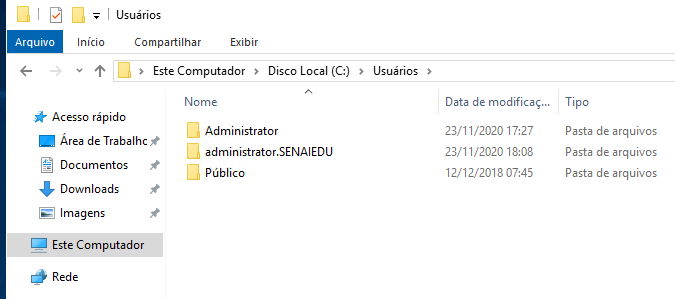 Usuários
Arquivo Início Compartilhar Exibir
Este Computador Disco Local (C:) Usuários
Acesso rápido
Área de Trabalho
Documentos
Downloads
Imagens
Este Computador
Rede
Nome Data de modificaç... Tipo
Administrator 23/11/2020 17:27 Pasta de arquivos
administrator.SENAIEDU 23/11/2020 18:08 Pasta de arquivos
Público 12/12/2018 07:45 Pasta de arquivos